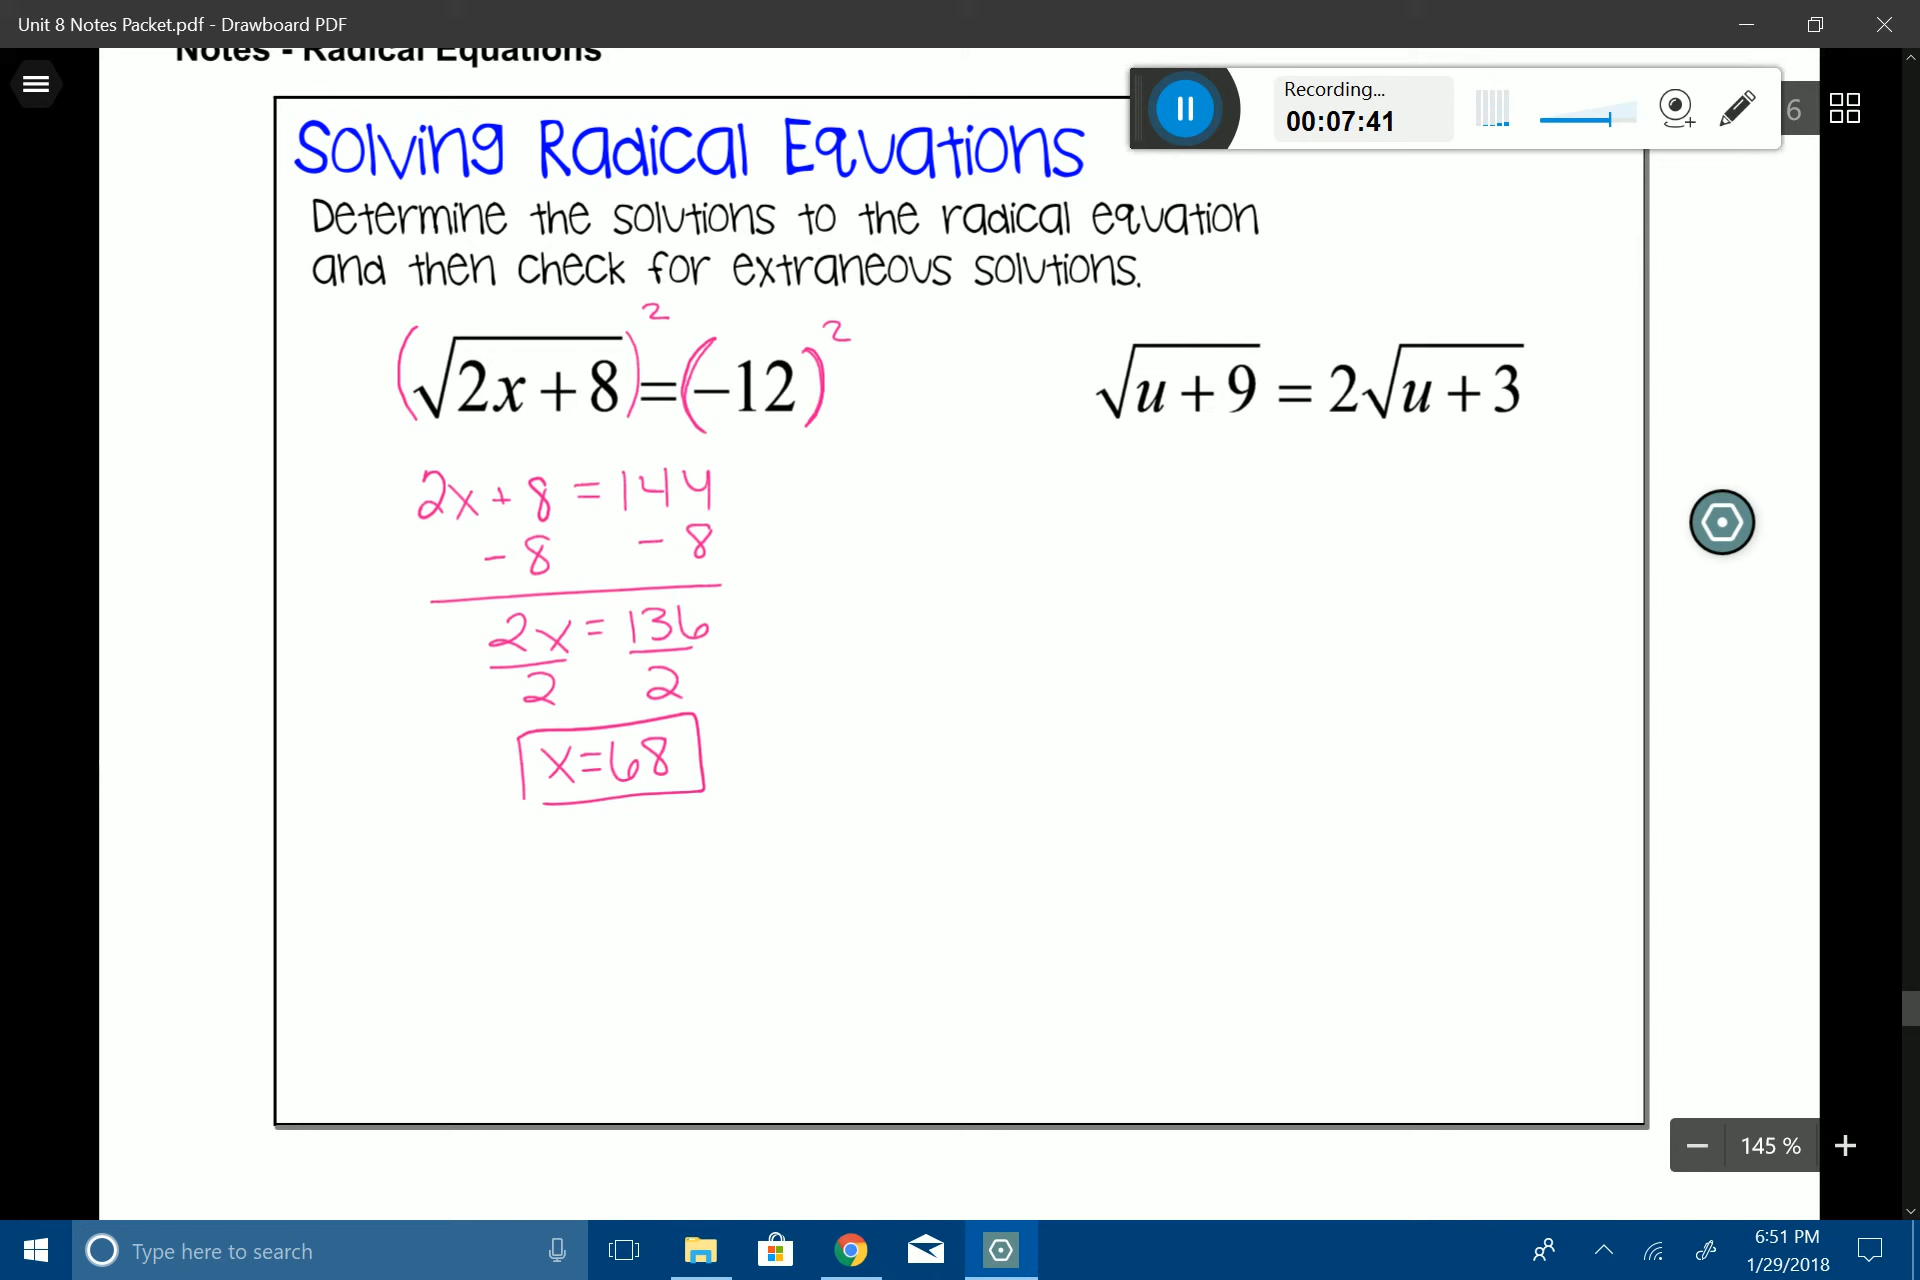 Unit 8 Notes Packet.pdf - Drawboard PDF
Notes - Radical Equations
Recording...
00:07:41
6
Solving Radical Equations
Determine the solutions to the radical equation
and then check for extraneous solutions.
(√2x + 8)² = (−12)²
√u + 9 = 2√u + 3
2x + 8 = 144
- 8 - 8
2x = 136
2 2
x = 68
145 %
Type here to search
6:51 PM
1/29/2018